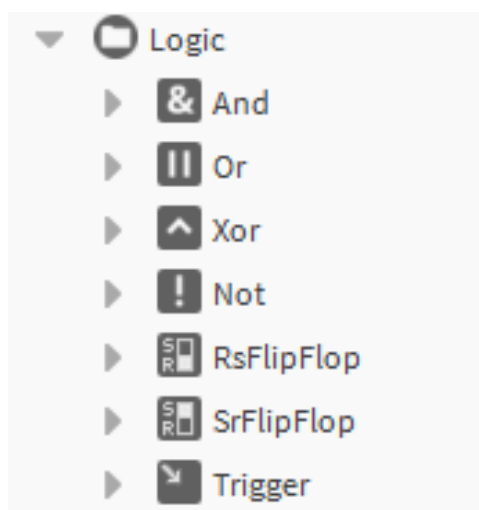 Logic
& And
|| Or
^ Xor
! Not
S R RsFlipFlop
S R SrFlipFlop
Trigger